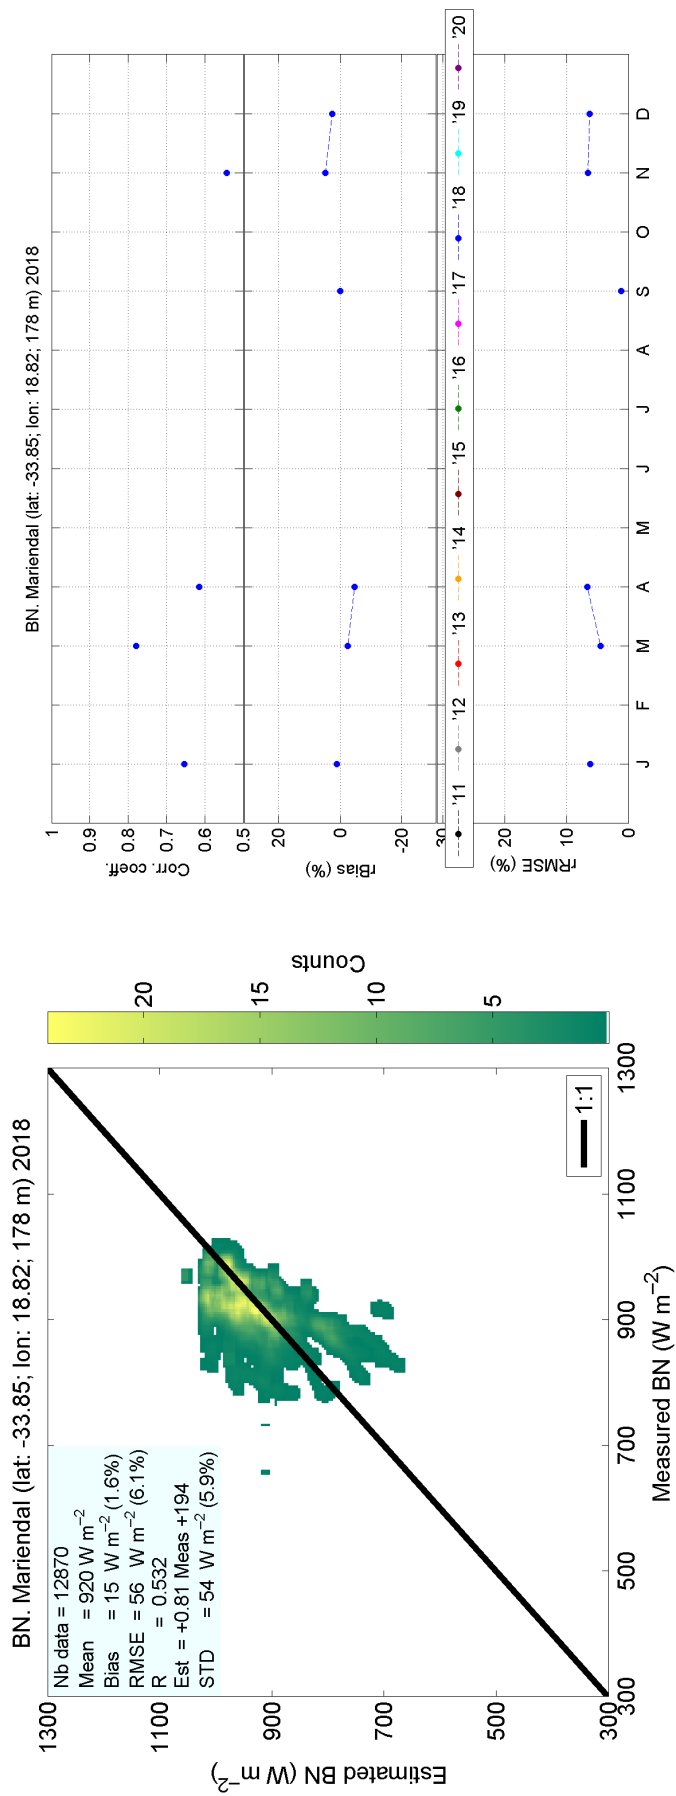 BN. Mariendal (lat: -33.85; lon: 18.82; 178 m) 2018
Nb data = 12870
Mean = 920 W m−2
Bias = 15 W m−2 (1.6%)
RMSE = 56 W m−2 (6.1%)
R = 0.532
Est = +0.81 Meas +194
STD = 54 W m−2 (5.9%)
Estimated BN (W m−2)
1300
1100
900
700
500
300
300 500 700 900 1100 1300
Measured BN (W m−2)
1:1
Counts
20
15
10
5
BN. Mariendal (lat: -33.85; lon: 18.82; 178 m) 2018
Corr. coeff.
1
0.9
0.8
0.7
0.6
0.5
rBias (%)
20
0
-20
'11 '12 '13 '14 '15 '16 '17 '18 '19 '20
rRMSE (%)
30
20
10
0
J F M A M J J A S O N D